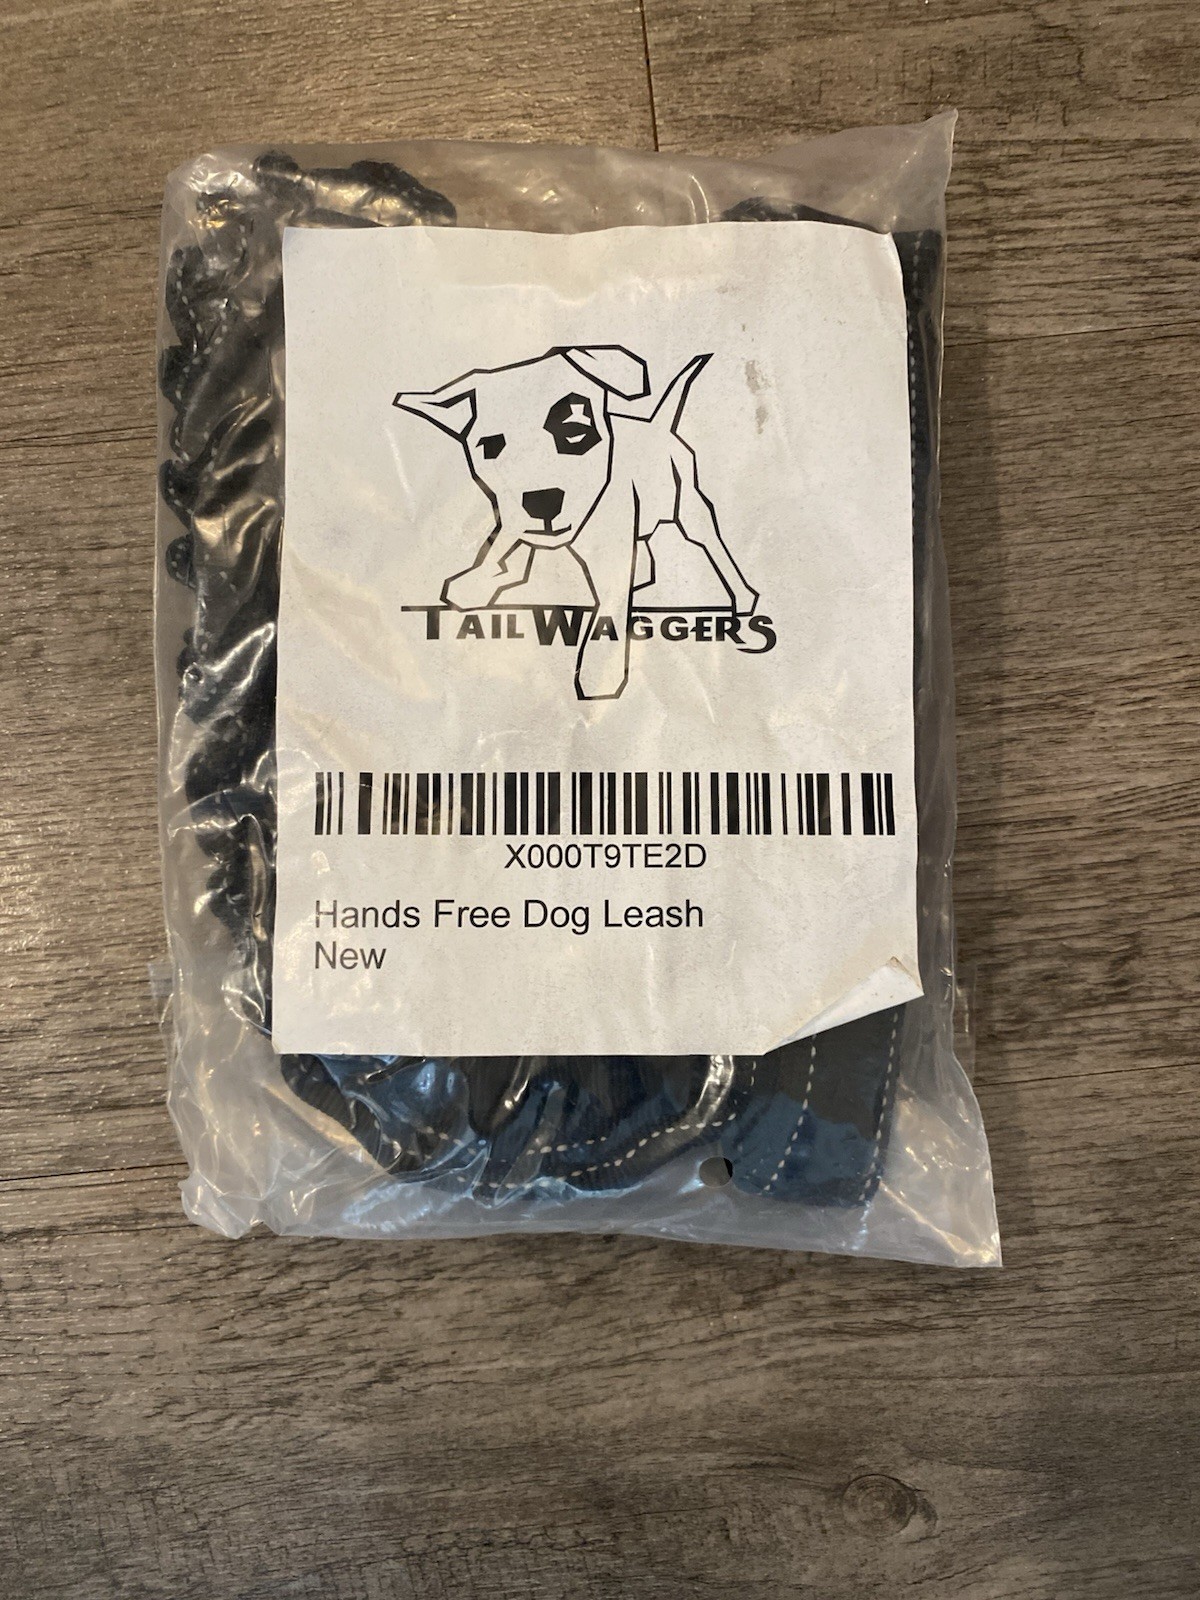 TAILWAGGERS
X000T9TE2D
Hands Free Dog Leash
New